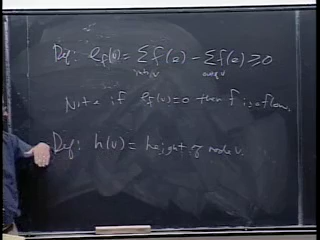 Def: e_f(v) = Σ f(e) - Σ f(e) ≥ 0
Note if e_f(v)=0 then f is a flow.
Def: h(v) = height of node v.